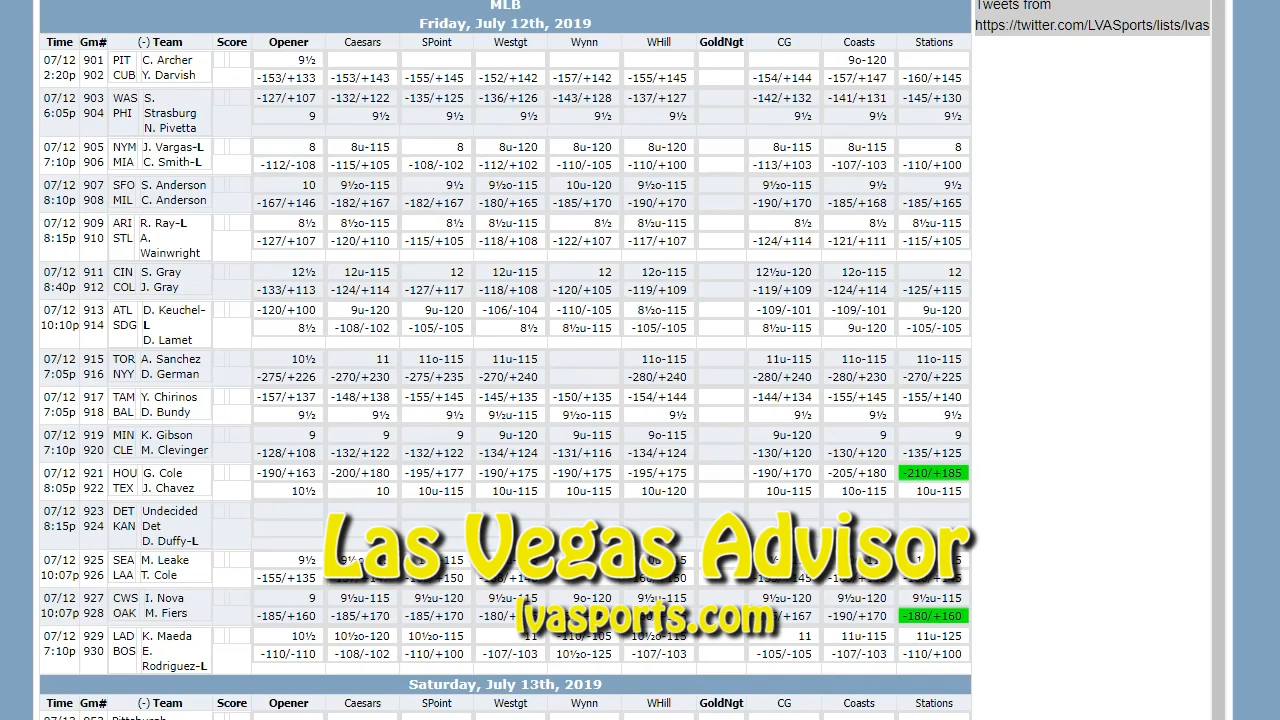 MLB
Tweets from
Friday, July 12th, 2019
https://twitter.com/LVASports/lists/lvas
Time Gm# (-) Team Score Opener Caesars SPoint Westgt Wynn WHill GoldNgt CG Coasts Stations
07/12 901 PIT C. Archer 9½ 9o-120
2:20p 902 CUB Y. Darvish -153/+133 -153/+143 -155/+145 -152/+142 -157/+142 -155/+145 -154/+144 -157/+147 -160/+145
07/12 903 WAS S. -127/+107 -132/+122 -135/+125 -136/+126 -143/+128 -137/+127 -142/+132 -141/+131 -145/+130
6:05p 904 PHI Strasburg 9 9½ 9½ 9½ 9½ 9½ 9½ 9½ 9½
N. Pivetta
07/12 905 NYM J. Vargas-L 8 8u-115 8 8u-120 8u-120 8u-120 8u-115 8u-115 8
7:10p 906 MIA C. Smith-L -112/-108 -115/+105 -108/-102 -112/+102 -110/-105 -110/+100 -113/+103 -107/-103 -110/+100
07/12 907 SFO S. Anderson 10 9½o-115 9½ 9½o-115 10u-120 9½o-115 9½o-115 9½ 9½
8:10p 908 MIL C. Anderson -167/+146 -182/+167 -182/+167 -180/+165 -185/+170 -190/+170 -190/+170 -185/+168 -185/+165
07/12 909 ARI R. Ray-L 8½ 8½o-115 8½ 8½u-115 8½ 8½u-115 8½ 8½ 8½u-115
8:15p 910 STL A. -127/+107 -120/+110 -115/+105 -118/+108 -122/+107 -117/+107 -124/+114 -121/+111 -115/+105
Wainwright
07/12 911 CIN S. Gray 12½ 12u-115 12 12u-115 12 12o-115 12½u-120 12o-115 12
8:40p 912 COL J. Gray -133/+113 -124/+114 -127/+117 -118/+108 -120/+105 -119/+109 -119/+109 -124/+114 -125/+115
07/12 913 ATL D. Keuchel- -120/+100 9u-120 9u-120 -106/-104 -110/-105 8½o-115 -109/-101 -109/-101 9u-120
10:10p 914 SDG L 8½ -108/-102 -105/-105 8½ 8½u-115 -105/-105 8½u-115 9u-120 -105/-105
D. Lamet
07/12 915 TOR A. Sanchez 10½ 11 11o-115 11u-115 11o-115 11u-115 11o-115 11o-115
7:05p 916 NYY D. German -275/+226 -270/+230 -275/+235 -270/+240 -280/+240 -280/+240 -280/+230 -270/+225
07/12 917 TAM Y. Chirinos -157/+137 -148/+138 -155/+145 -145/+135 -150/+135 -154/+144 -144/+134 -155/+145 -155/+140
7:05p 918 BAL D. Bundy 9½ 9½ 9½ 9½u-115 9½o-115 9½ 9½ 9½ 9½
07/12 919 MIN K. Gibson 9 9 9 9u-120 9u-115 9o-115 9u-120 9 9
7:10p 920 CLE M. Clevinger -128/+108 -132/+122 -132/+122 -134/+124 -131/+116 -134/+124 -130/+120 -130/+120 -135/+125
07/12 921 HOU G. Cole -190/+163 -200/+180 -195/+177 -190/+175 -190/+175 -195/+175 -190/+170 -205/+180 -210/+185
8:05p 922 TEX J. Chavez 10½ 10 10u-115 10u-115 10u-115 10u-120 10u-115 10o-115 10u-115
07/12 923 DET Undecided
8:15p 924 KAN Det
D. Duffy-L
Las Vegas Advisor
07/12 925 SEA M. Leake 9½
10:07p 926 LAA T. Cole -155/+135
07/12 927 CWS I. Nova 9 9½u-115 9½u-120 9½u-115 9o-120 9½u-115 9½u-115 9½u-120 9½u-115
10:07p 928 OAK M. Fiers -185/+160 -185/+170 -185/+170 -190/+170 -180/+160
lvasports.com
07/12 929 LAD K. Maeda 10½ 10½o-120 10½o-115 11 -110/-105 10½o-115 11 11u-115 11u-125
7:10p 930 BOS E. -110/-110 -108/-102 -110/+100 -107/-103 10½o-125 -107/-103 -105/-105 -107/-103 -110/+100
Rodriguez-L
Saturday, July 13th, 2019
Time Gm# (-) Team Score Opener Caesars SPoint Westgt Wynn WHill GoldNgt CG Coasts Stations